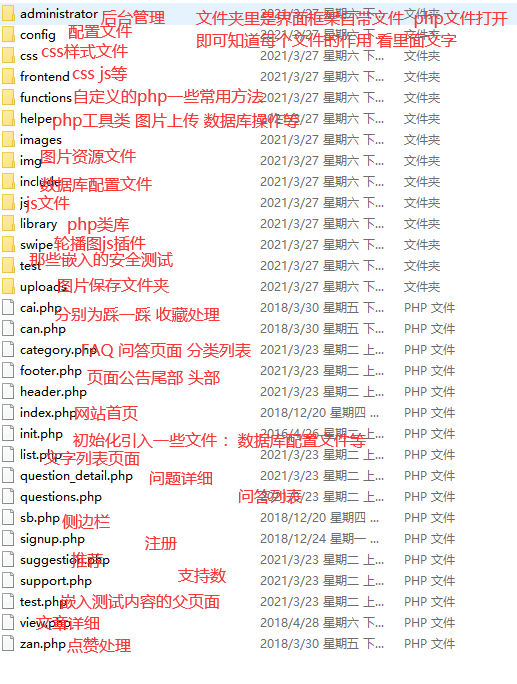 administrator 后台管理 文件夹里是界面框架自带文件 php文件打开 2021/3/27 星期六 下... 文件夹
config 配置文件 即可知道每个文件的作用 看里面文字 2021/3/27 星期六 下... 文件夹
css css样式文件 2021/3/27 星期六 下... 文件夹
frontend css js等 2021/3/27 星期六 下... 文件夹
functions 自定义的php一些常用方法 2021/3/27 星期六 下... 文件夹
helper php工具类 图片上传 数据库操作等 2021/3/27 星期六 下... 文件夹
images 2021/3/27 星期六 下... 文件夹
img 图片资源文件 2021/3/27 星期六 下... 文件夹
include 数据库配置文件 2021/3/27 星期六 下... 文件夹
js js文件 2021/3/27 星期六 下... 文件夹
library php类库 2021/3/27 星期六 下... 文件夹
swipe 轮播图js插件 2021/3/27 星期六 下... 文件夹
test 那些嵌入的安全测试 2021/3/27 星期六 下... 文件夹
uploads 图片保存文件夹 2021/3/27 星期六 下... 文件夹
cai.php 分别为踩一踩 收藏处理 2018/3/30 星期五 下... PHP 文件
can.php 2018/3/30 星期五 下... PHP 文件
category.php FAQ 问答页面 分类列表 2021/3/23 星期二 上... PHP 文件
footer.php 页面公告尾部 头部 2021/3/23 星期二 上... PHP 文件
header.php 2021/3/23 星期二 上... PHP 文件
index.php 网站首页 2018/12/20 星期四 ... PHP 文件
init.php 初始化引入一些文件： 数据库配置文件等 2016/4/26 星期二 上... PHP 文件
list.php 文字列表页面 2021/3/23 星期二 上... PHP 文件
question_detail.php 问题详细 2021/3/23 星期二 上... PHP 文件
questions.php 问答列表 2021/3/23 星期二 上... PHP 文件
sb.php 侧边栏 2018/12/20 星期四 ... PHP 文件
signup.php 注册 2018/12/24 星期一 ... PHP 文件
suggestion.php 推荐 2021/3/23 星期二 上... PHP 文件
support.php 支持数 2021/3/23 星期二 上... PHP 文件
test.php 嵌入测试内容的父页面 2021/3/23 星期二 上... PHP 文件
view.php 文章详细 2018/4/28 星期六 下... PHP 文件
zan.php 点赞处理 2018/3/30 星期五 下... PHP 文件